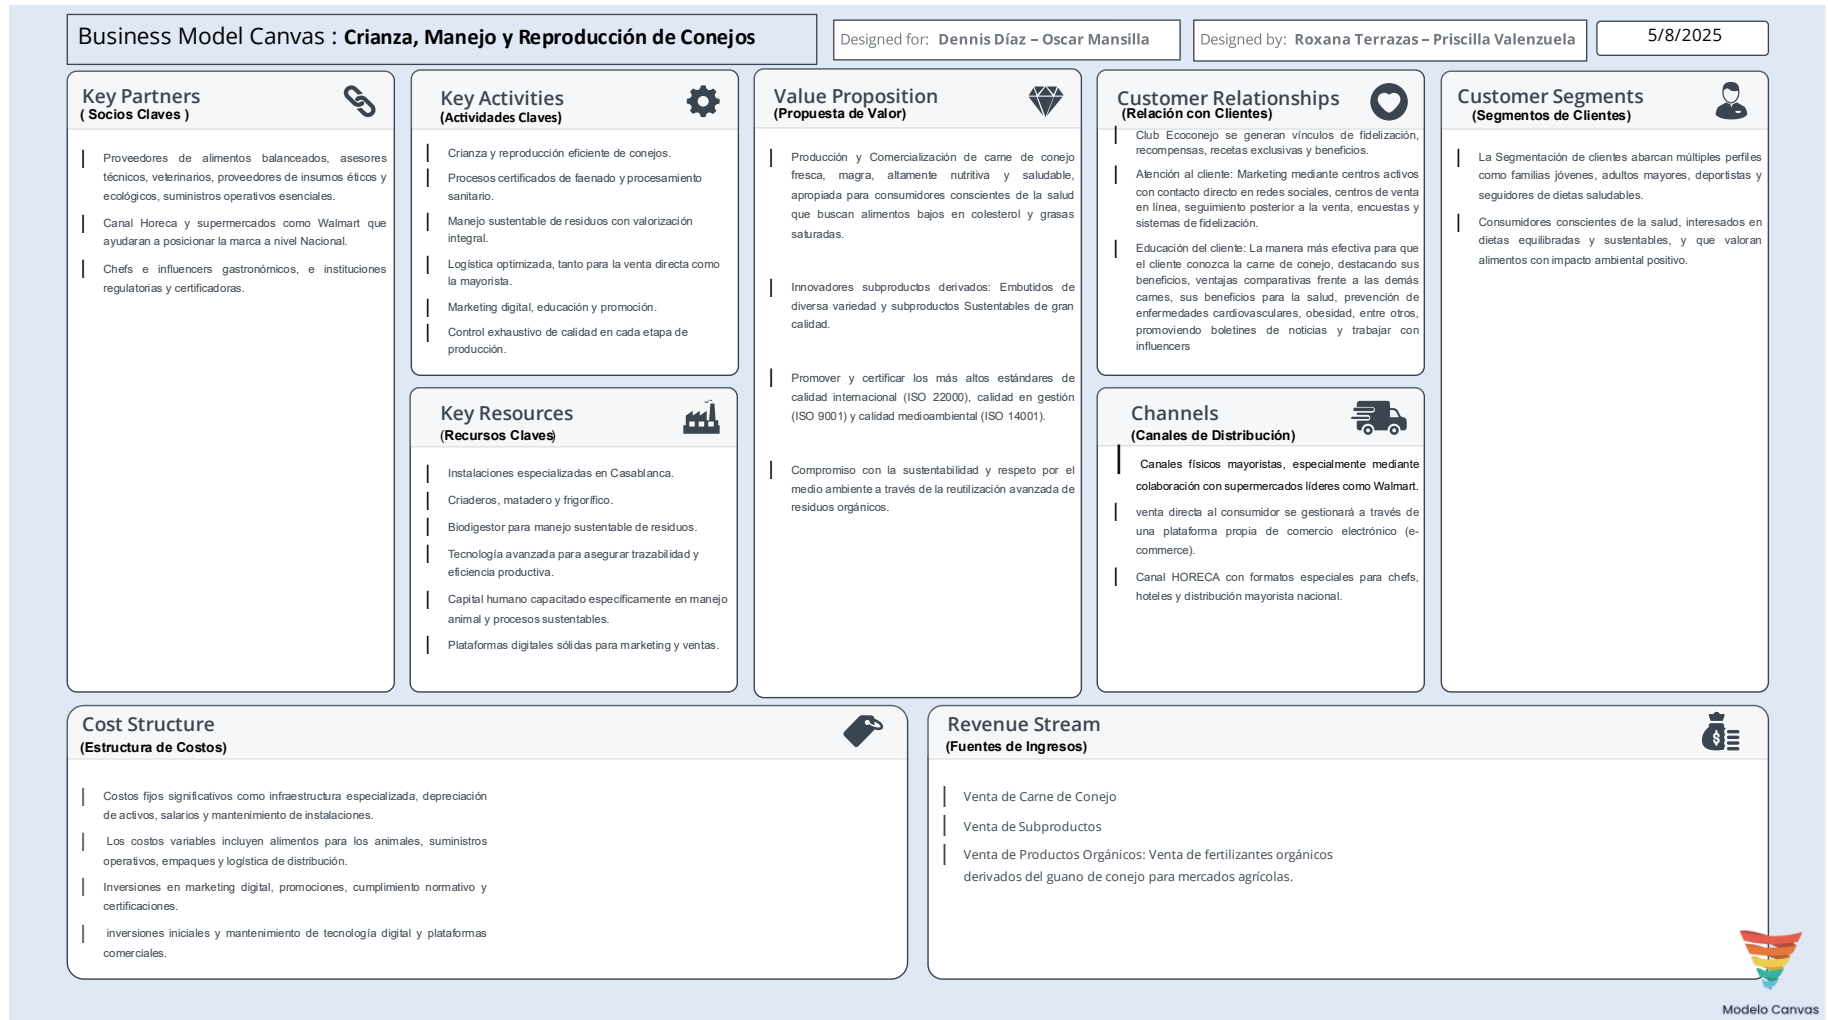 Business Model Canvas : Crianza, Manejo y Reproducción de Conejos
Designed for: Dennis Díaz – Oscar Mansilla
Designed by: Roxana Terrazas – Priscilla Valenzuela
5/8/2025
Key Partners
( Socios Claves )
Proveedores de alimentos balanceados, asesores
técnicos, veterinarios, proveedores de insumos éticos y
ecológicos, suministros operativos esenciales.
Canal Horeca y supermercados como Walmart que
ayudaran a posicionar la marca a nivel Nacional.
Chefs e influencers gastronómicos, e instituciones
regulatorias y certificadoras.
Key Activities
(Actividades Claves)
Crianza y reproducción eficiente de conejos.
Procesos certificados de faenado y procesamiento
sanitario.
Manejo sustentable de residuos con valorización
integral.
Logística optimizada, tanto para la venta directa como
la mayorista.
Marketing digital, educación y promoción.
Control exhaustivo de calidad en cada etapa de
producción.
Key Resources
(Recursos Claves)
Instalaciones especializadas en Casablanca.
Criaderos, matadero y frigorífico.
Biodigestor para manejo sustentable de residuos.
Tecnología avanzada para asegurar trazabilidad y
eficiencia productiva.
Capital humano capacitado específicamente en manejo
animal y procesos sustentables.
Plataformas digitales sólidas para marketing y ventas.
Value Proposition
(Propuesta de Valor)
Producción y Comercialización de carne de conejo
fresca, magra, altamente nutritiva y saludable,
apropiada para consumidores conscientes de la salud
que buscan alimentos bajos en colesterol y grasas
saturadas.
Innovadores subproductos derivados: Embutidos de
diversa variedad y subproductos Sustentables de gran
calidad.
Promover y certificar los más altos estándares de
calidad internacional (ISO 22000), calidad en gestión
(ISO 9001) y calidad medioambiental (ISO 14001).
Compromiso con la sustentabilidad y respeto por el
medio ambiente a través de la reutilización avanzada de
residuos orgánicos.
Customer Relationships
(Relación con Clientes)
Club Ecoconejo se generan vínculos de fidelización,
recompensas, recetas exclusivas y beneficios.
Atención al cliente: Marketing mediante centros activos
con contacto directo en redes sociales, centros de venta
en línea, seguimiento posterior a la venta, encuestas y
sistemas de fidelización.
Educación del cliente: La manera más efectiva para que
el cliente conozca la carne de conejo, destacando sus
beneficios, ventajas comparativas frente a las demás
carnes, sus beneficios para la salud, prevención de
enfermedades cardiovasculares, obesidad, entre otros,
promoviendo boletines de noticias y trabajar con
influencers
Channels
(Canales de Distribución)
Canales físicos mayoristas, especialmente mediante
colaboración con supermercados líderes como Walmart.
venta directa al consumidor se gestionará a través de
una plataforma propia de comercio electrónico (e-
commerce).
Canal HORECA con formatos especiales para chefs,
hoteles y distribución mayorista nacional.
Customer Segments
(Segmentos de Clientes)
La Segmentación de clientes abarcan múltiples perfiles
como familias jóvenes, adultos mayores, deportistas y
seguidores de dietas saludables.
Consumidores conscientes de la salud, interesados en
dietas equilibradas y sustentables, y que valoran
alimentos con impacto ambiental positivo.
Cost Structure
(Estructura de Costos)
Costos fijos significativos como infraestructura especializada, depreciación
de activos, salarios y mantenimiento de instalaciones.
Los costos variables incluyen alimentos para los animales, suministros
operativos, empaques y logística de distribución.
Inversiones en marketing digital, promociones, cumplimiento normativo y
certificaciones.
inversiones iniciales y mantenimiento de tecnología digital y plataformas
comerciales.
Revenue Stream
(Fuentes de Ingresos)
Venta de Carne de Conejo
Venta de Subproductos
Venta de Productos Orgánicos: Venta de fertilizantes orgánicos
derivados del guano de conejo para mercados agrícolas.
Modelo Canvas